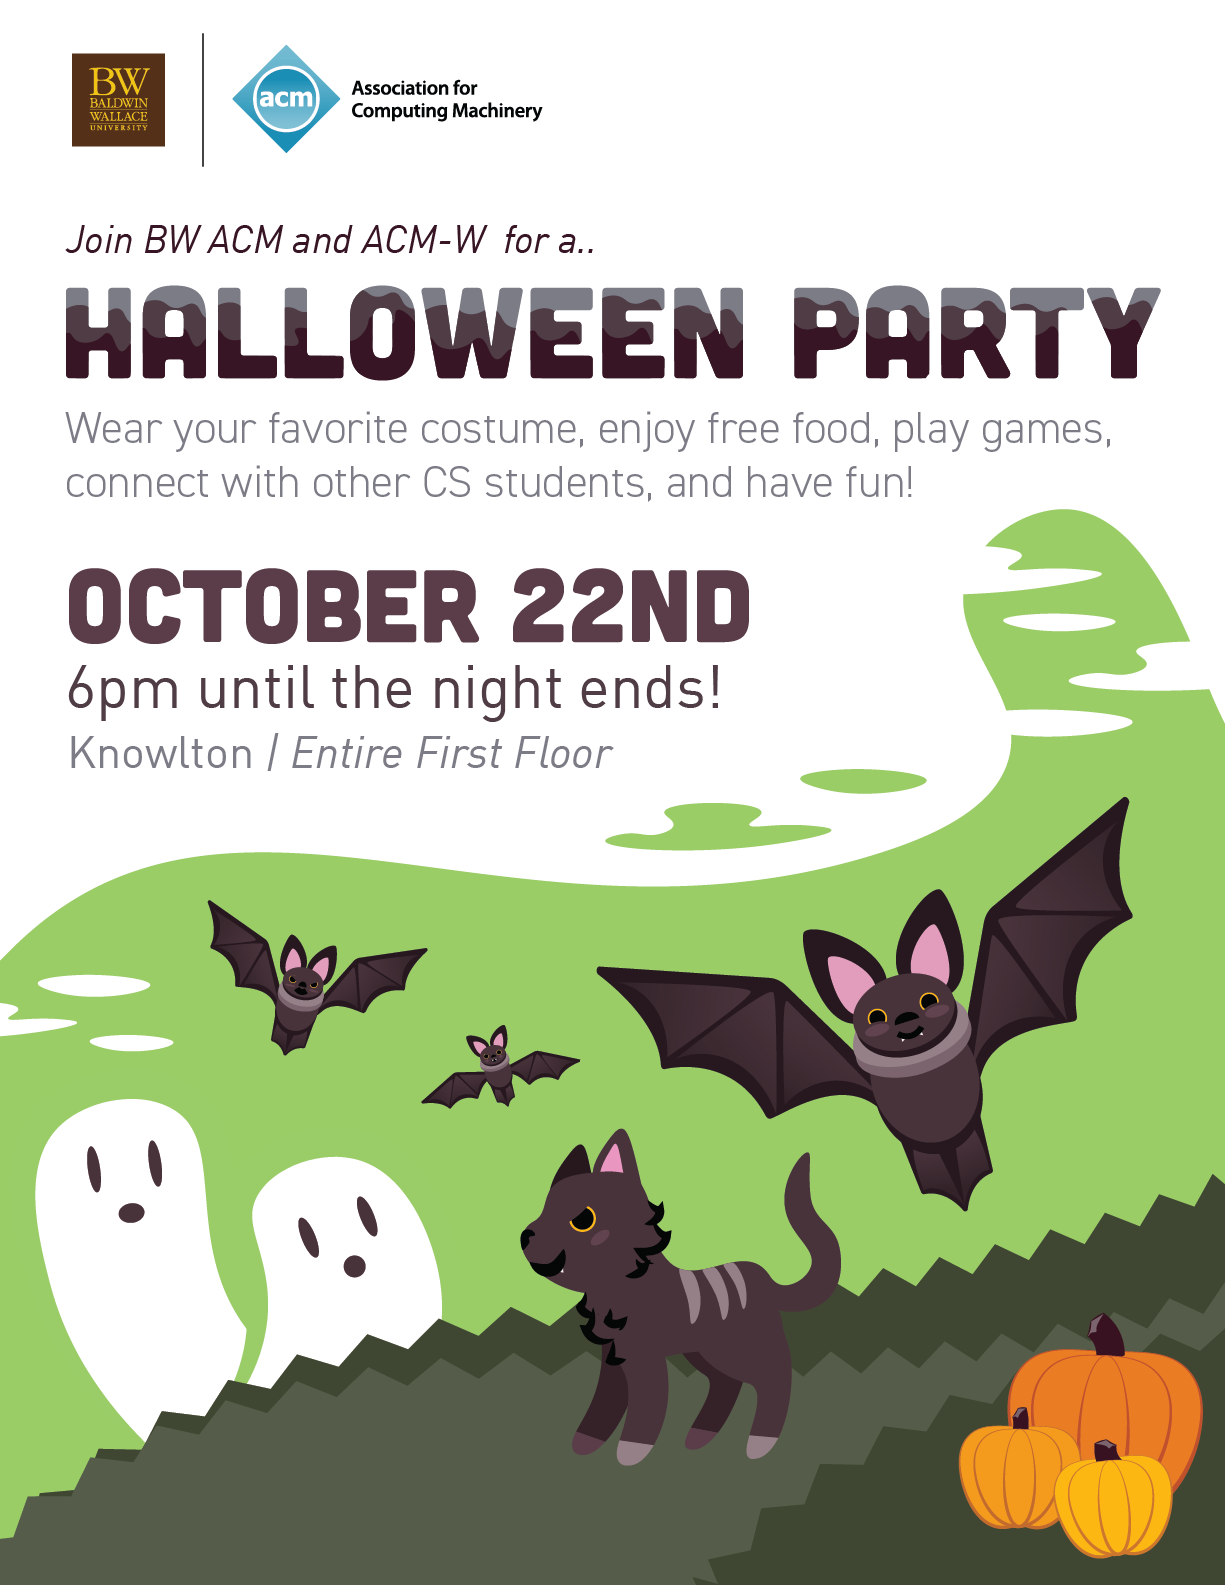 BW
BALDWIN
WALLACE
UNIVERSITY
acm
Association for
Computing Machinery
Join BW ACM and ACM-W for a..
HALLOWEEN PARTY
Wear your favorite costume, enjoy free food, play games,
connect with other CS students, and have fun!
OCTOBER 22ND
6pm until the night ends!
Knowlton / Entire First Floor